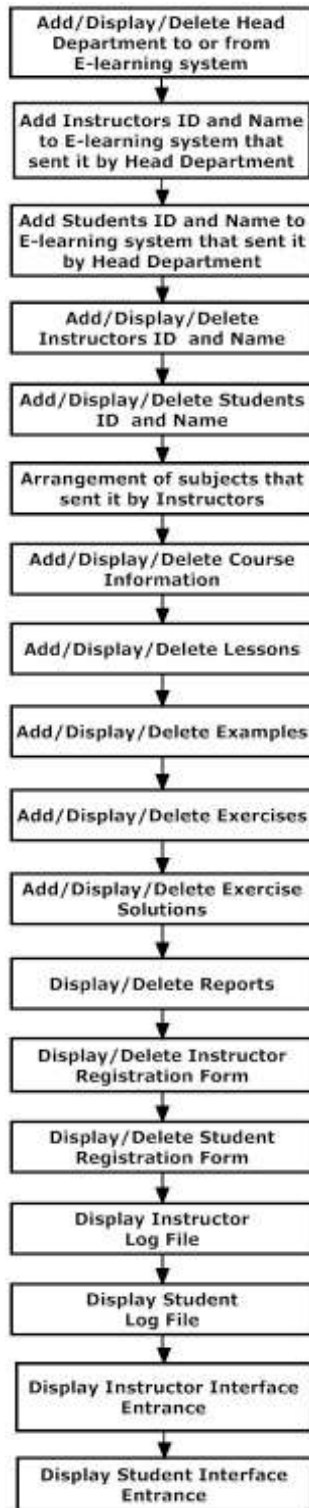 Add/Display/Delete Head
Department to or from
E-learning system
Add Instructors ID and Name
to E-learning system that
sent it by Head Department
Add Students ID and Name to
E-learning system that sent it
by Head Department
Add/Display/Delete
Instructors ID and Name
Add/Display/Delete Students
ID and Name
Arrangement of subjects that
sent it by Instructors
Add/Display/Delete Course
Information
Add/Display/Delete Lessons
Add/Display/Delete Examples
Add/Display/Delete Exercises
Add/Display/Delete Exercise
Solutions
Display/Delete Reports
Display/Delete Instructor
Registration Form
Display/Delete Student
Registration Form
Display Instructor
Log File
Display Student
Log File
Display Instructor Interface
Entrance
Display Student Interface
Entrance